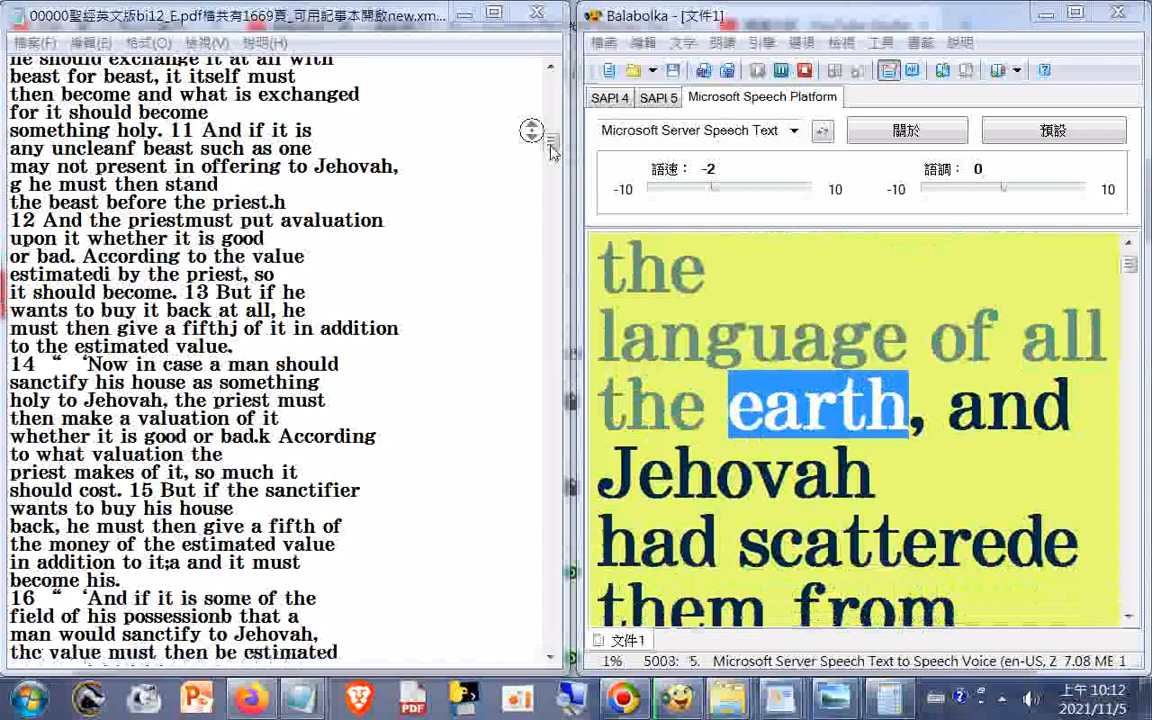 00000聖經英文版bi12_E.pdf檔共有1669頁_可用記事本開啟new.xm...
檔案(F) 編輯(E) 格式(O) 檢視(V) 說明(H)
he should exchange it at all with
beast for beast, it itself must
then become and what is exchanged
for it should become
something holy. 11 And if it is
any uncleanf beast such as one
may not present in offering to Jehovah,
g he must then stand
the beast before the priest.h
12 And the priestmust put avaluation
upon it whether it is good
or bad. According to the value
estimatedi by the priest, so
it should become. 13 But if he
wants to buy it back at all, he
must then give a fifthj of it in addition
to the estimated value.
14 “ ‘Now in case a man should
sanctify his house as something
holy to Jehovah, the priest must
then make a valuation of it
whether it is good or bad.k According
to what valuation the
priest makes of it, so much it
should cost. 15 But if the sanctifier
wants to buy his house
back, he must then give a fifth of
the money of the estimated value
in addition to it;a and it must
become his.
16 “ ‘And if it is some of the
field of his possessionb that a
man would sanctify to Jehovah,
the value must then be estimated
Balabolka - [文件1]
檔案 編輯 文字 朗讀 引擎 選項 檢視 工具 書籤 說明
SAPI 4 SAPI 5 Microsoft Speech Platform
Microsoft Server Speech Text 關於 預設
語速： -2 語調： 0
-10 10 -10 10
the
language of all
the earth, and
Jehovah
had scatterede
them from
文件1
1% 5003: 5. Microsoft Server Speech Text to Speech Voice (en-US, Z 7.08 ME 1
PDF
上午 10:12
2021/11/5